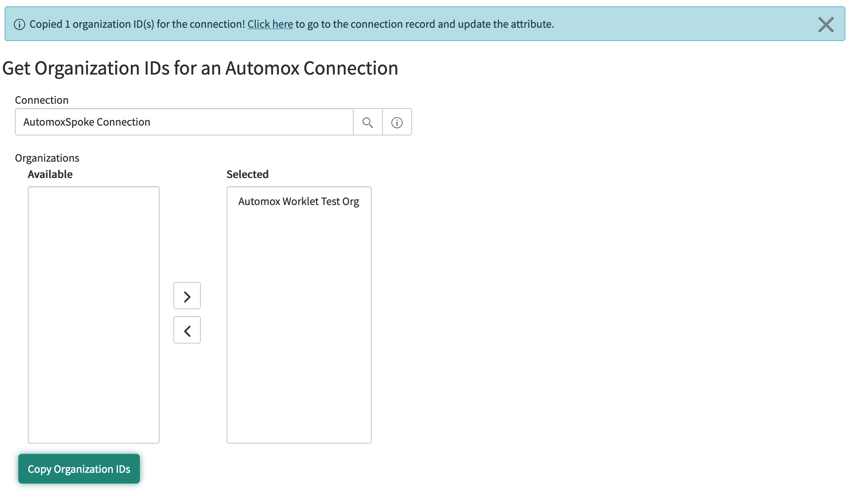 Copied 1 organization ID(s) for the connection! Click here to go to the connection record and update the attribute.
Get Organization IDs for an Automox Connection
Connection
AutomoxSpoke Connection
Organizations
Available
Selected
Automox Worklet Test Org
Copy Organization IDs